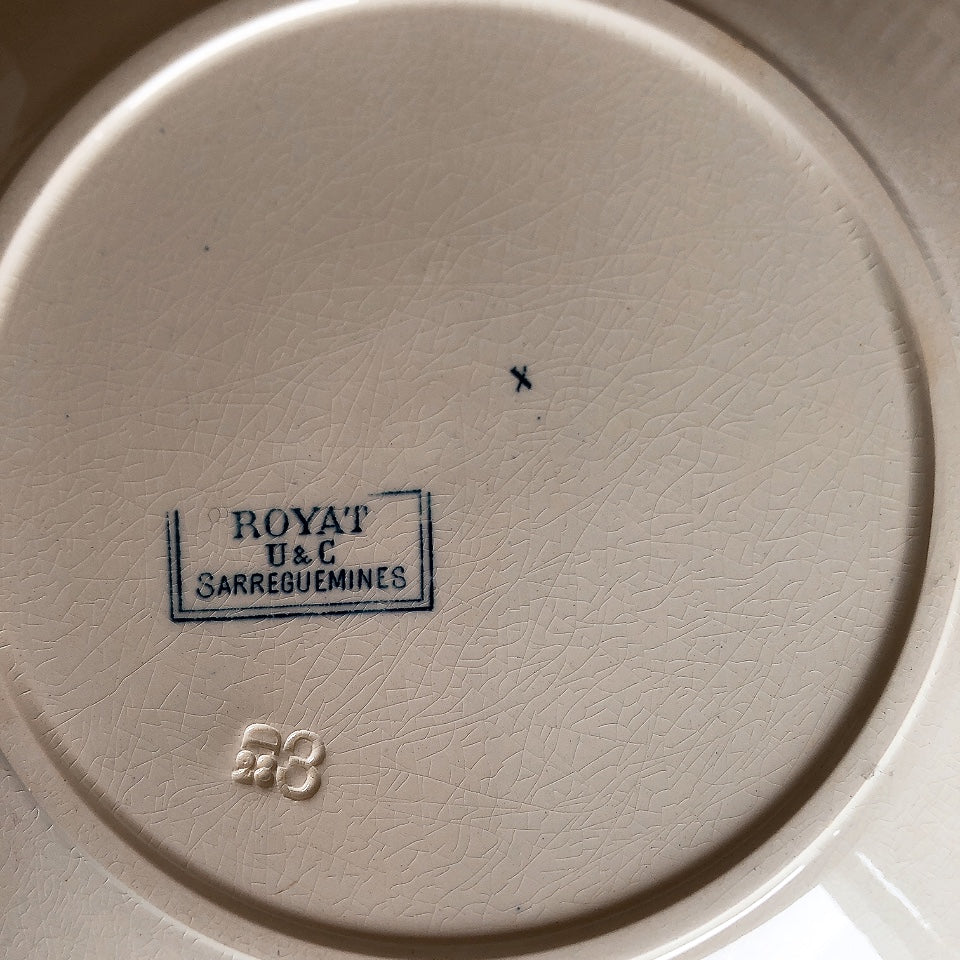 X
ROYAT
U & C
SARREGUEMINES